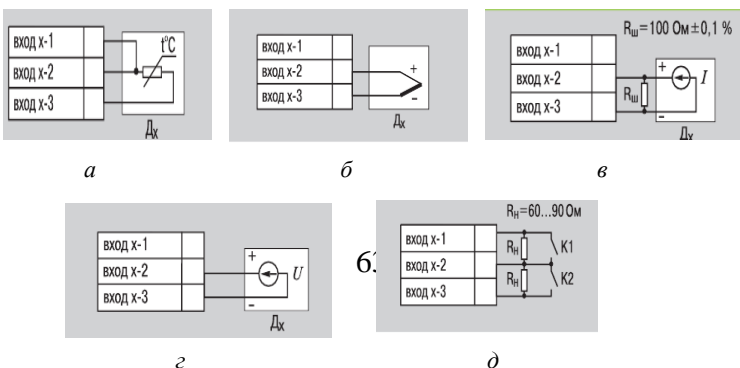 вход х-1
вход х-2
вход х-3
t°C
Дх
а
вход х-1
вход х-2
вход х-3
+
–
Дх
б
Rш=100 Ом±0,1 %
вход х-1
вход х-2
вход х-3
Rш
+
I
–
Дх
в
вход х-1
вход х-2
вход х-3
+
U
–
Дх
г
Rн=60...90 Ом
вход х-1
вход х-2
вход х-3
Rн
K1
Rн
K2
д